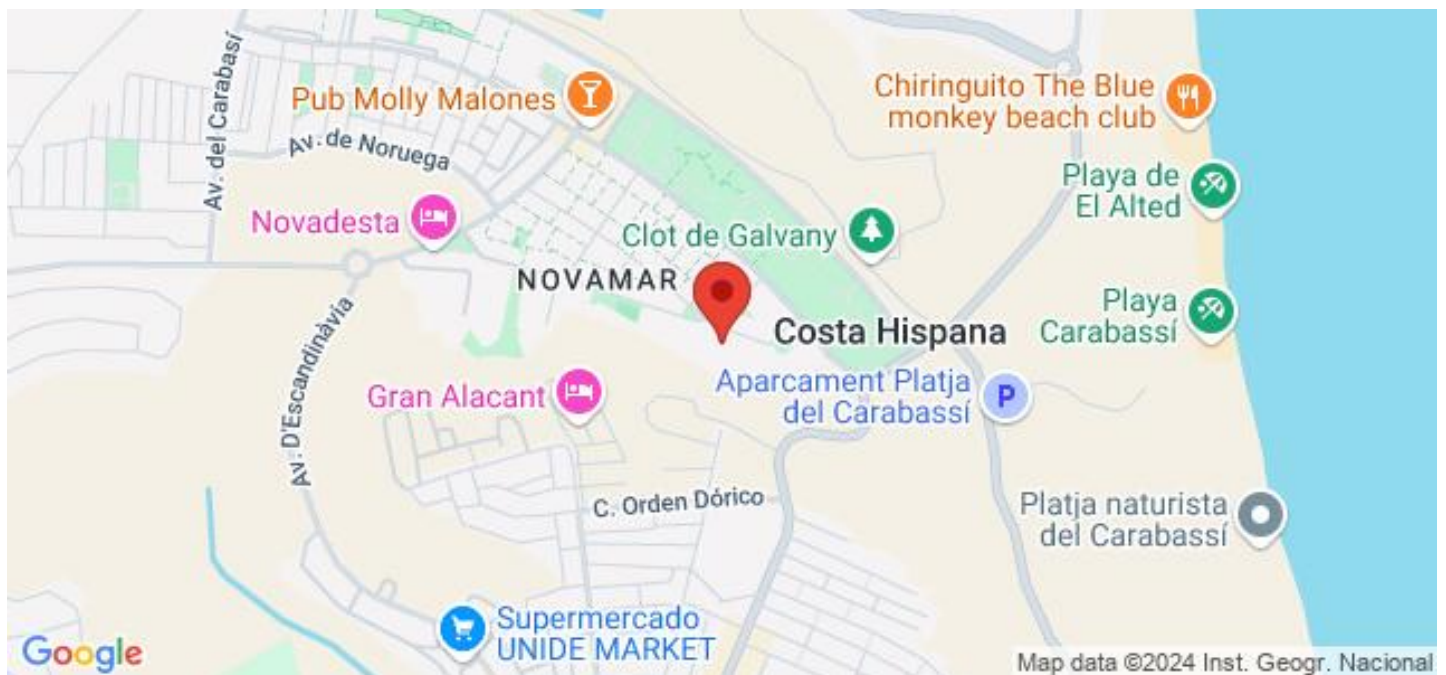 Av. del Carabasí
Pub Molly Malones
Chiringuito The Blue
monkey beach club
Av. de Noruega
Playa de
El Alted
Novadesta
Clot de Galvany
NOVAMAR
Playa
Carabassí
Costa Hispana
Av. D'Escandinàvia
Gran Alacant
Aparcament Platja
del Carabassí
P
C. Orden Dórico
Platja naturista
del Carabassí
Supermercado
UNIDE MARKET
Google
Map data ©2024 Inst. Geogr. Nacional